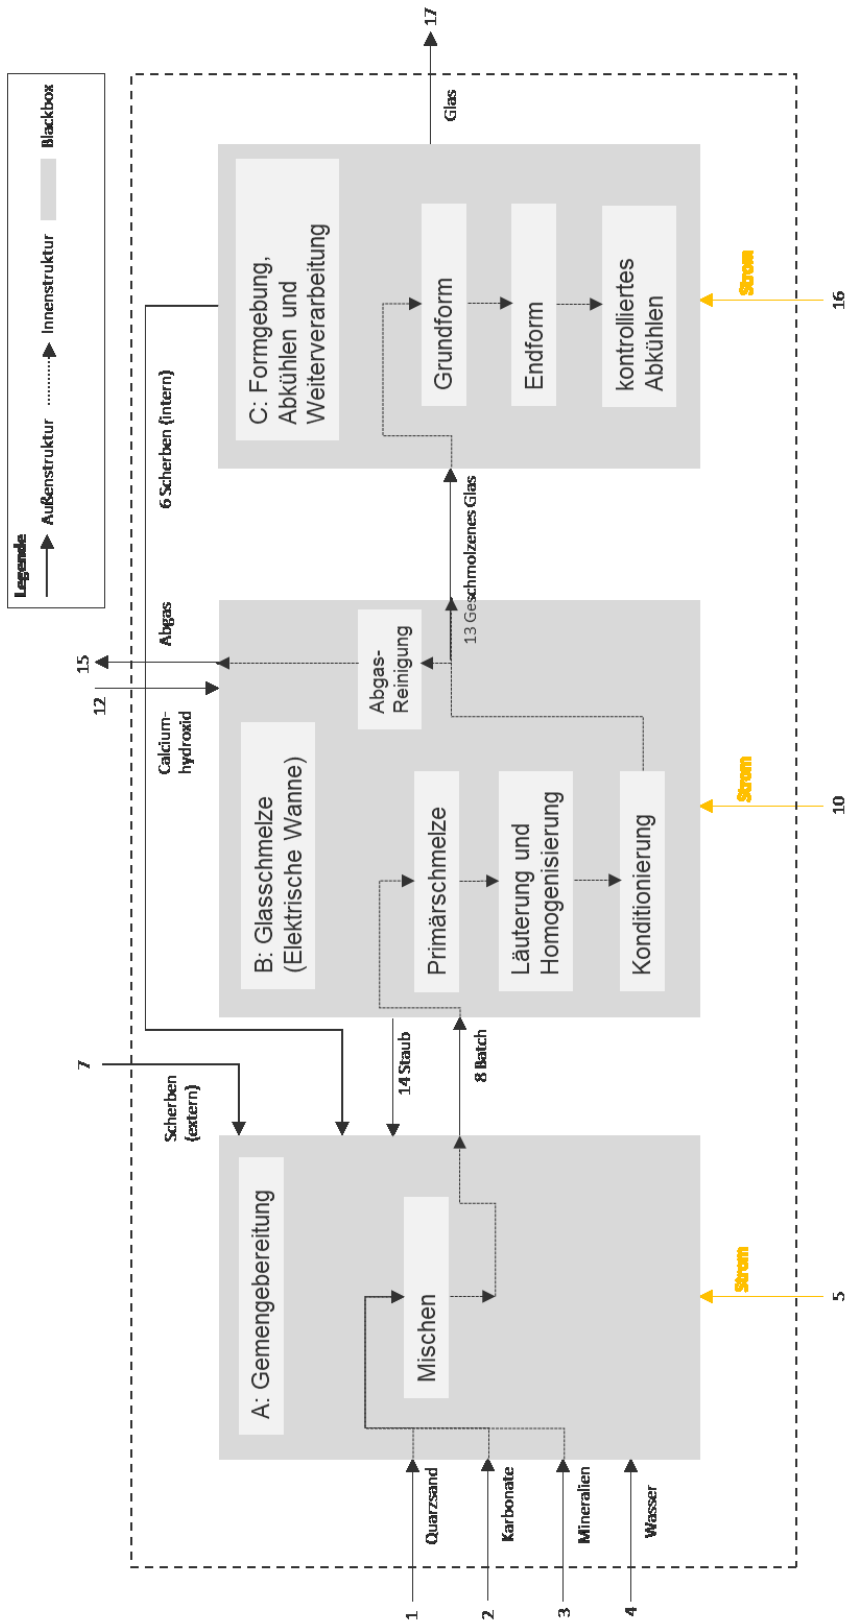 Legende
Außenstruktur
Innenstruktur
Blackbox
1
Quarzsand
2
Karbonate
3
Mineralien
4
Wasser
A: Gemengebereitung
Mischen
Strom
5
7
Scherben
(extern)
14 Staub
8 Batch
B: Glasschmelze
(Elektrische Wanne)
Primärschmelze
Läuterung und
Homogenisierung
Konditionierung
Abgas-
Reinigung
Strom
10
12
Calcium-
hydroxid
15
Abgas
6 Scherben (intern)
13 Geschmolzenes Glas
C: Formgebung,
Abkühlen und
Weiterverarbeitung
Grundform
Endform
kontrolliertes
Abkühlen
Strom
16
Glas
17